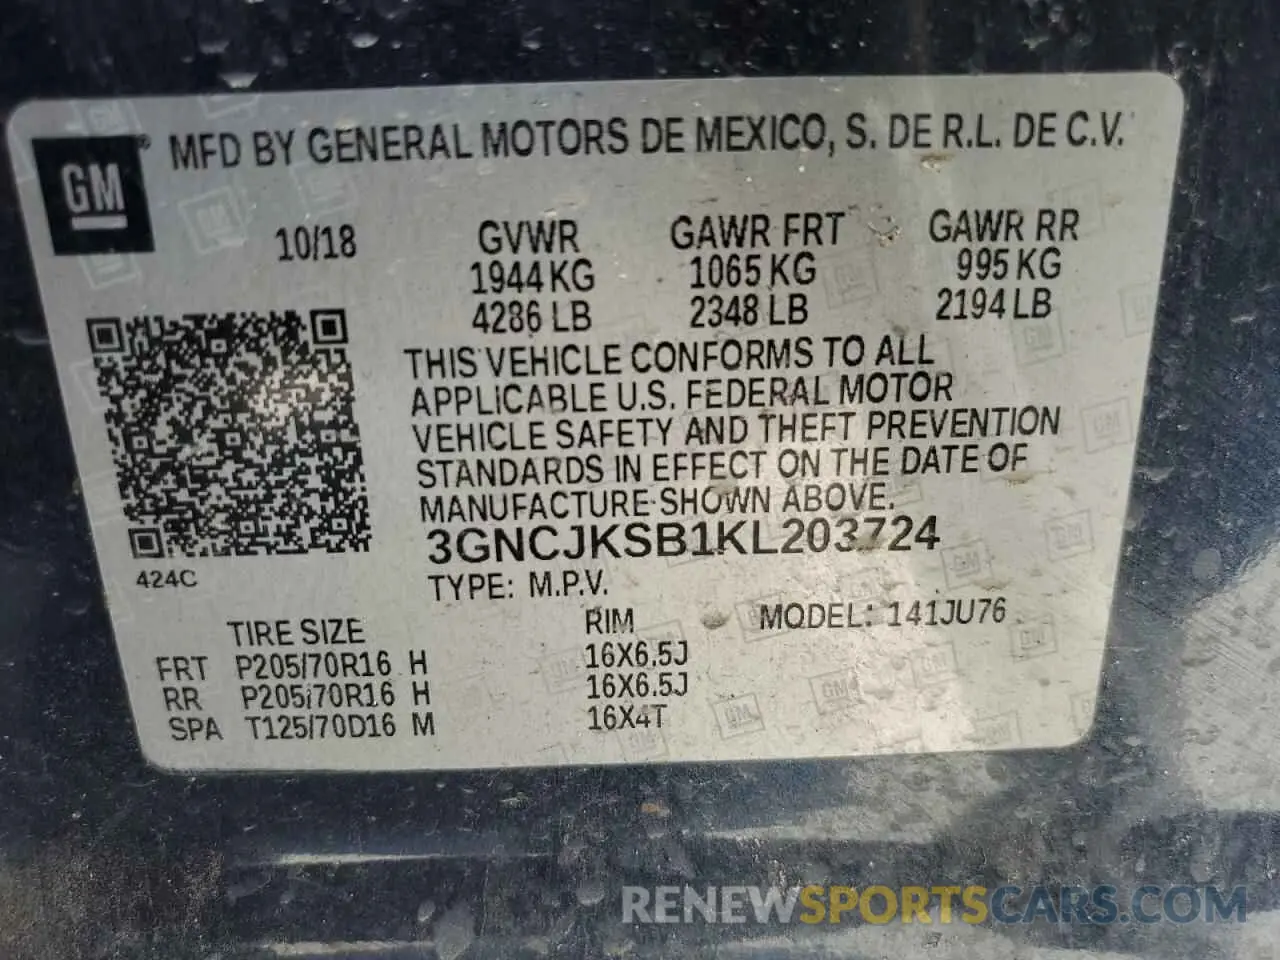 GM ® MFD BY GENERAL MOTORS DE MEXICO, S. DE R.L. DE C.V.
10/18 GVWR GAWR FRT GAWR RR
1944 KG 1065 KG 995 KG
4286 LB 2348 LB 2194 LB
THIS VEHICLE CONFORMS TO ALL
APPLICABLE U.S. FEDERAL MOTOR
VEHICLE SAFETY AND THEFT PREVENTION
STANDARDS IN EFFECT ON THE DATE OF
MANUFACTURE SHOWN ABOVE.
3GNCJKSB1KL203724
424C
TYPE: M.P.V.
TIRE SIZE RIM MODEL: 141JU76
FRT P205/70R16 H 16X6.5J
RR P205/70R16 H 16X6.5J
SPA T125/70D16 M 16X4T
RENEWSPORTSCARS.COM